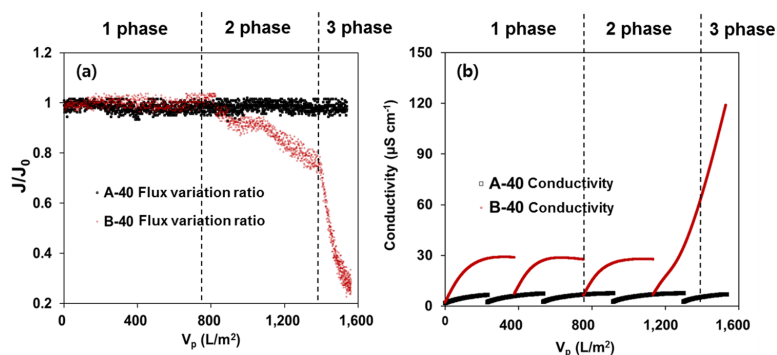 1 phase 2 phase 3 phase
(a)
1.2
1
0.8
0.6
0.4
0.2
J/J0
A-40 Flux variation ratio
B-40 Flux variation ratio
0 400 800 1,200 1,600
Vp (L/m2)
1 phase 2 phase 3 phase
(b)
150
120
90
60
30
0
Conductivity (μS cm-1)
A-40 Conductivity
B-40 Conductivity
0 400 800 1,200 1,600
Vp (L/m2)